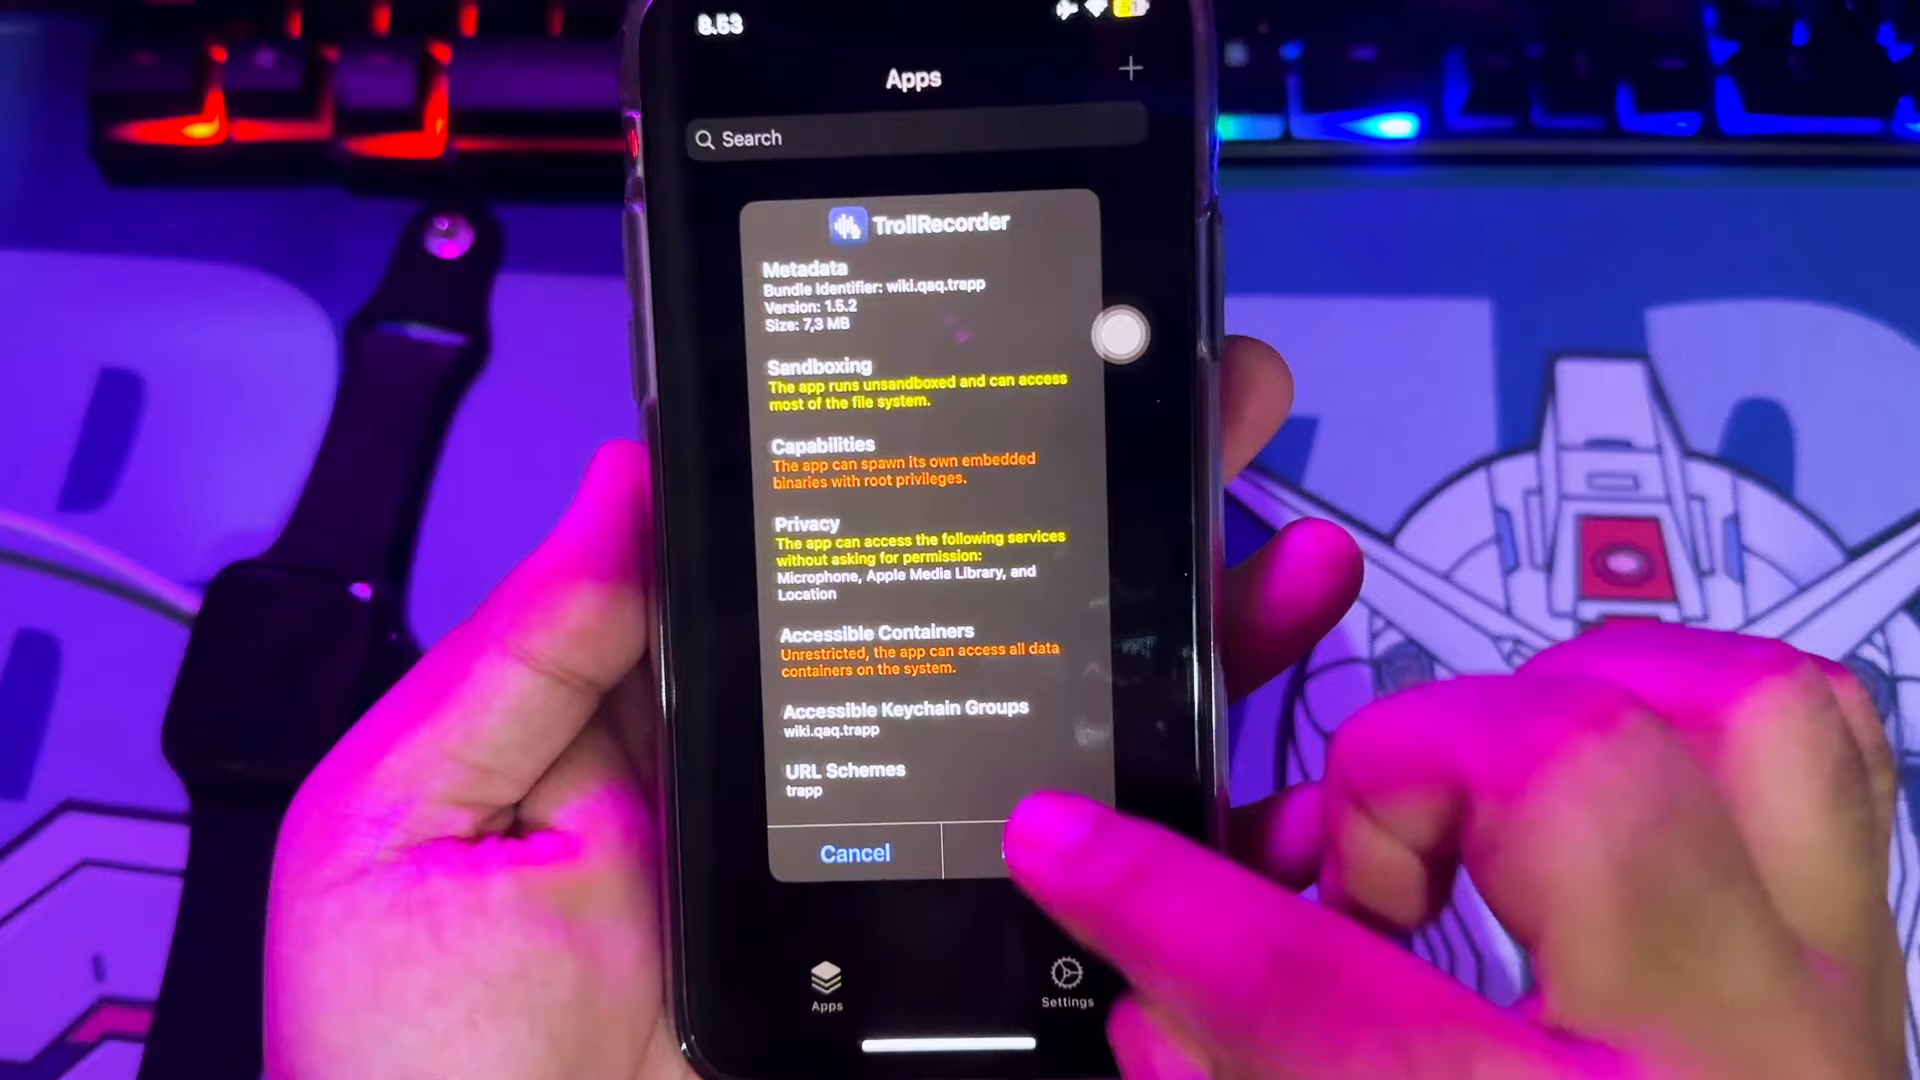 8.53
51
Apps
Search
TrollRecorder
Metadata
Bundle Identifier: wiki.qaq.trapp
Version: 1.5.2
Size: 7,3 MB
Sandboxing
The app runs unsandboxed and can access
most of the file system.
Capabilities
The app can spawn its own embedded
binaries with root privileges.
Privacy
The app can access the following services
without asking for permission:
Microphone, Apple Media Library, and
Location
Accessible Containers
Unrestricted, the app can access all data
containers on the system.
Accessible Keychain Groups
wiki.qaq.trapp
URL Schemes
trapp
Cancel
Apps
Settings